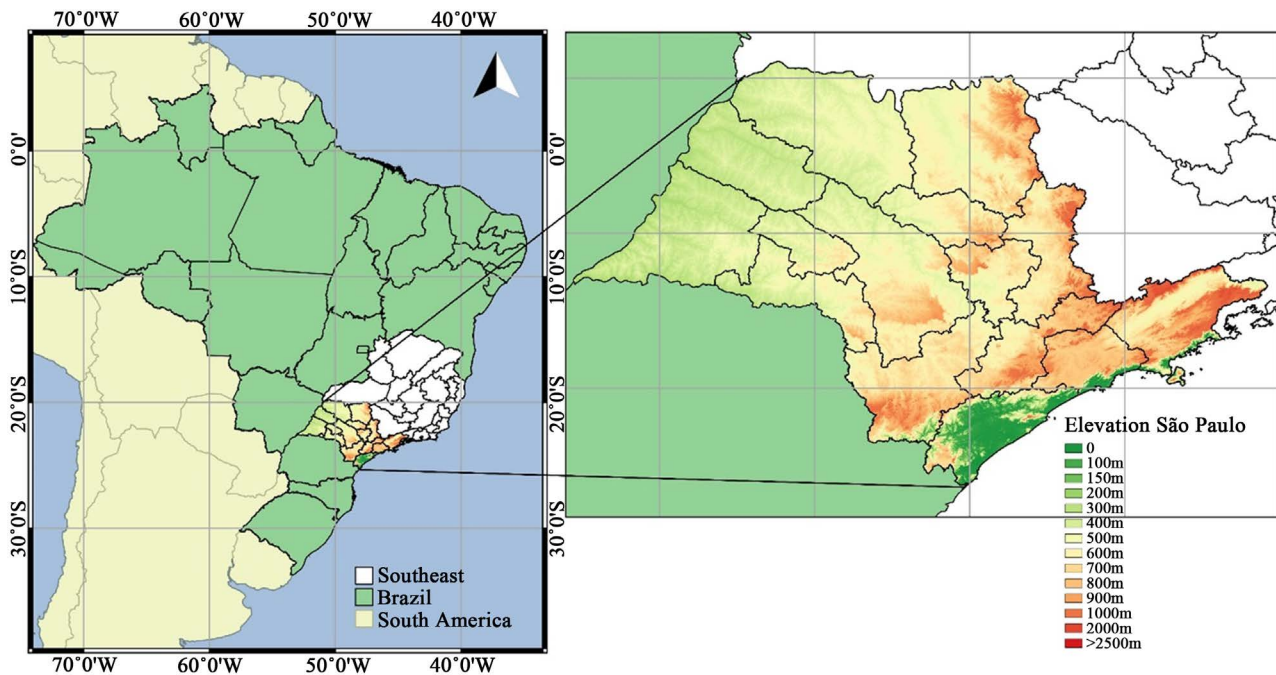 70°0'W 60°0'W 50°0'W 40°0'W
0°0'
10°0'S
20°0'S
30°0'S
Southeast
Brazil
South America
70°0'W 60°0'W 50°0'W 40°0'W
0°0'
10°0'S
20°0'S
30°0'S
Elevation São Paulo
0
100m
150m
200m
300m
400m
500m
600m
700m
800m
900m
1000m
2000m
>2500m